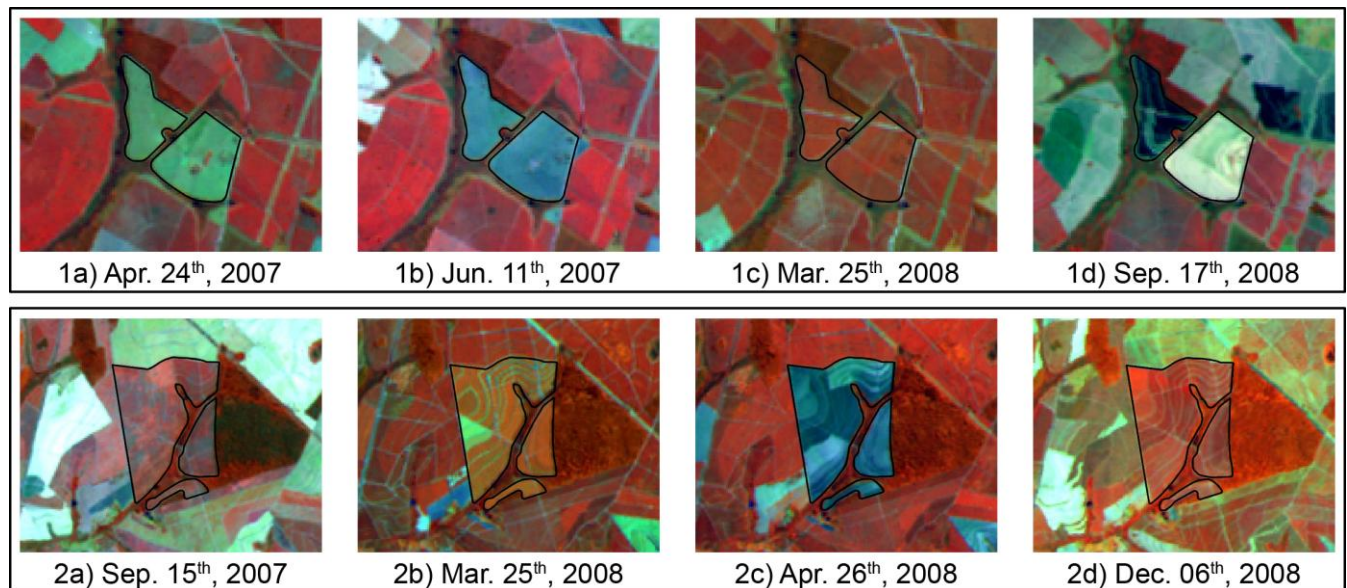 1a) Apr. 24th, 2007 1b) Jun. 11th, 2007 1c) Mar. 25th, 2008 1d) Sep. 17th, 2008
2a) Sep. 15th, 2007 2b) Mar. 25th, 2008 2c) Apr. 26th, 2008 2d) Dec. 06th, 2008